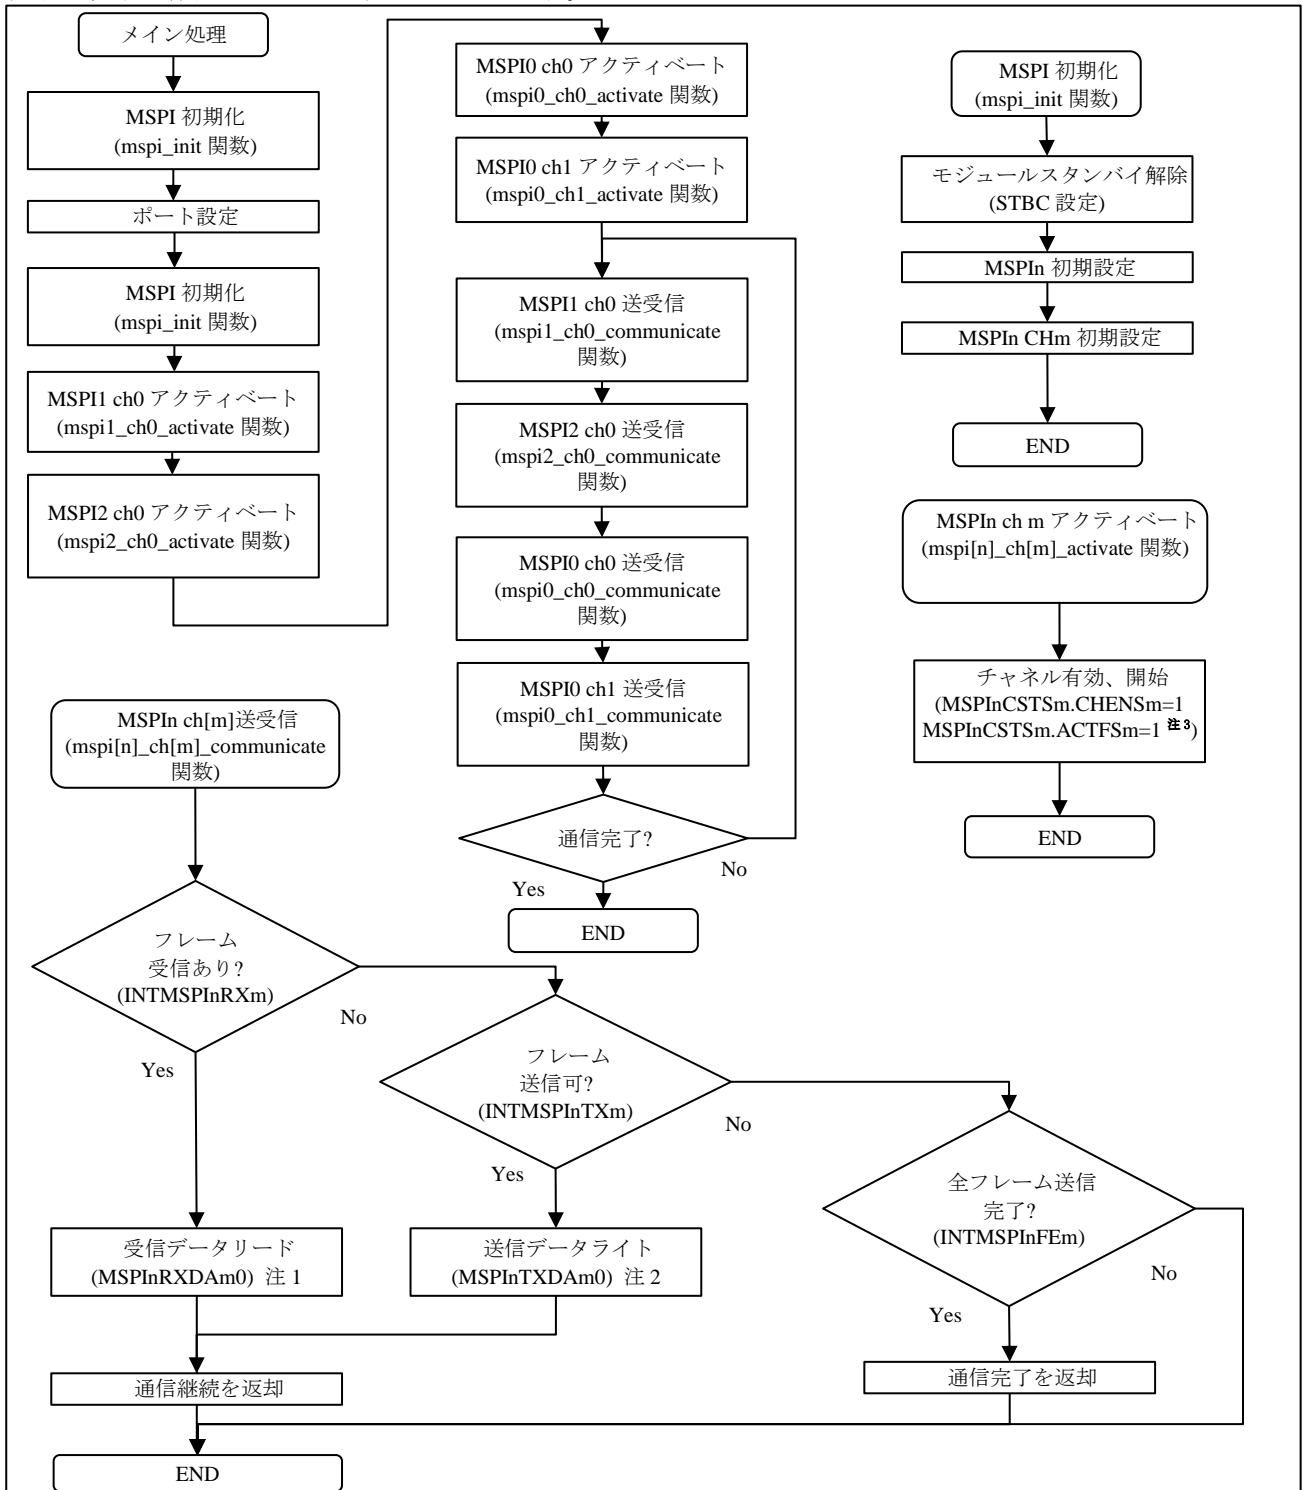 メイン処理
MSPI 初期化
(mspi_init 関数)
ポート設定
MSPI 初期化
(mspi_init 関数)
MSPI1 ch0 アクティベート
(mspi1_ch0_activate 関数)
MSPI2 ch0 アクティベート
(mspi2_ch0_activate 関数)
MSPI0 ch0 アクティベート
(mspi0_ch0_activate 関数)
MSPI0 ch1 アクティベート
(mspi0_ch1_activate 関数)
MSPI1 ch0 送受信
(mspi1_ch0_communicate
関数)
MSPI2 ch0 送受信
(mspi2_ch0_communicate
関数)
MSPI0 ch0 送受信
(mspi0_ch0_communicate
関数)
MSPI0 ch1 送受信
(mspi0_ch1_communicate
関数)
通信完了?
No
Yes
END
MSPI 初期化
(mspi_init 関数)
モジュールスタンバイ解除
(STBC 設定)
MSPIn 初期設定
MSPIn CHm 初期設定
END
MSPIn ch m アクティベート
(mspi[n]_ch[m]_activate 関数)
チャネル有効、開始
(MSPInCSTSm.CHENSm=1
MSPInCSTSm.ACTFSm=1 注3)
END
MSPIn ch[m]送受信
(mspi[n]_ch[m]_communicate
関数)
フレーム
受信あり?
(INTMSPInRXm)
No
Yes
フレーム
送信可?
(INTMSPInTXm)
No
Yes
全フレーム送信
完了?
(INTMSPInFEm)
No
Yes
受信データリード
(MSPInRXDAm0) 注 1
送信データライト
(MSPInTXDAm0) 注 2
通信継続を返却
通信完了を返却
END